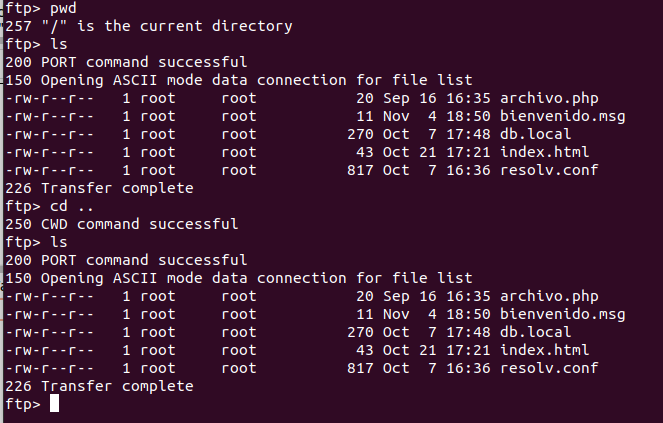 ftp> pwd
257 "/" is the current directory
ftp> ls
200 PORT command successful
150 Opening ASCII mode data connection for file list
-rw-r--r--   1 root     root           20 Sep 16 16:35 archivo.php
-rw-r--r--   1 root     root           11 Nov  4 18:50 bienvenido.msg
-rw-r--r--   1 root     root          270 Oct  7 17:48 db.local
-rw-r--r--   1 root     root           43 Oct 21 17:21 index.html
-rw-r--r--   1 root     root          817 Oct  7 16:36 resolv.conf
226 Transfer complete
ftp> cd ..
250 CWD command successful
ftp> ls
200 PORT command successful
150 Opening ASCII mode data connection for file list
-rw-r--r--   1 root     root           20 Sep 16 16:35 archivo.php
-rw-r--r--   1 root     root           11 Nov  4 18:50 bienvenido.msg
-rw-r--r--   1 root     root          270 Oct  7 17:48 db.local
-rw-r--r--   1 root     root           43 Oct 21 17:21 index.html
-rw-r--r--   1 root     root          817 Oct  7 16:36 resolv.conf
226 Transfer complete
ftp>